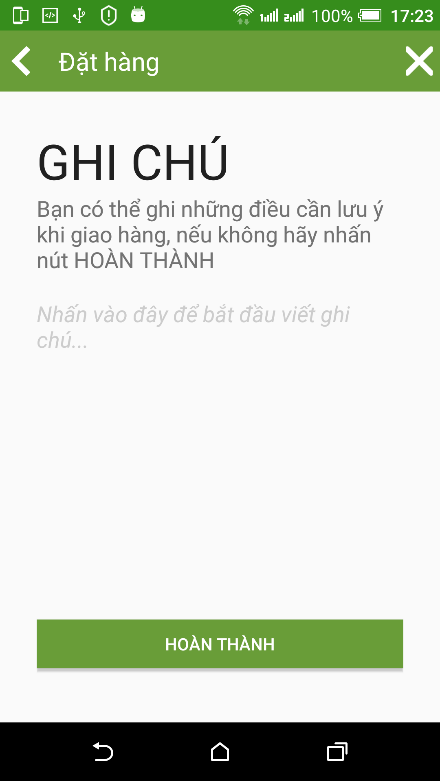 100% 17:23
Đặt hàng
GHI CHÚ
Bạn có thể ghi những điều cần lưu ý
khi giao hàng, nếu không hãy nhấn
nút HOÀN THÀNH
Nhấn vào đây để bắt đầu viết ghi
chú...
HOÀN THÀNH